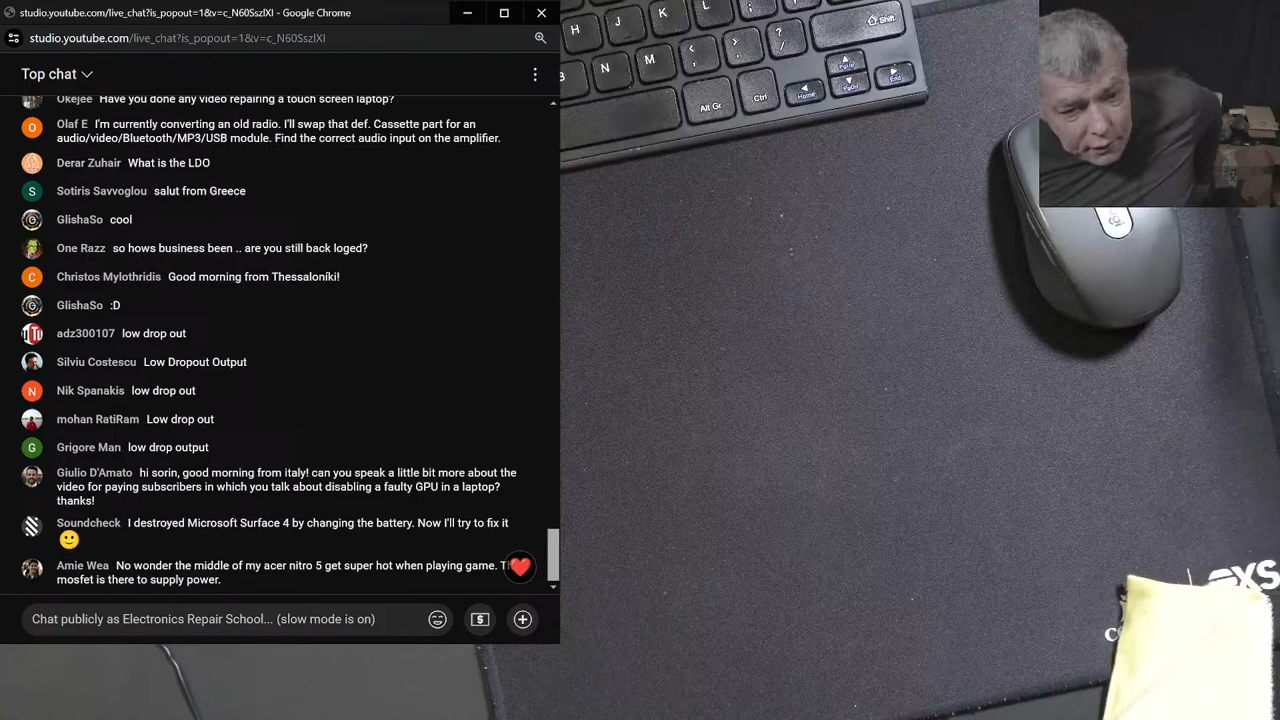 studio.youtube.com/live_chat?is_popout=1&v=c_N60SszlXI - Google Chrome
studio.youtube.com/live_chat?is_popout=1&v=c_N60SszlXI
Top chat
Okejee Have you done any video repairing a touch screen laptop?
Olaf E I'm currently converting an old radio. I'll swap that def. Cassette part for an
audio/video/Bluetooth/MP3/USB module. Find the correct audio input on the amplifier.
Derar Zuhair What is the LDO
S Sotiris Savvoglou salut from Greece
GlishaSo cool
One Razz so hows business been .. are you still back loged?
C Christos Mylothridis Good morning from Thessaloníki!
GlishaSo :D
adz300107 low drop out
Silviu Costescu Low Dropout Output
N Nik Spanakis low drop out
mohan RatiRam Low drop out
G Grigore Man low drop output
Giulio D'Amato hi sorin, good morning from italy! can you speak a little bit more about the
video for paying subscribers in which you talk about disabling a faulty GPU in a laptop?
thanks!
Soundcheck I destroyed Microsoft Surface 4 by changing the battery. Now I'll try to fix it
Amie Wea No wonder the middle of my acer nitro 5 get super hot when playing game.
mosfet is there to supply power.
Chat publicly as Electronics Repair School... (slow mode is on)
H J K L : ; " ' Shift
B N M < , > . ? /
Alt Gr Ctrl Home PgUp PgDn End